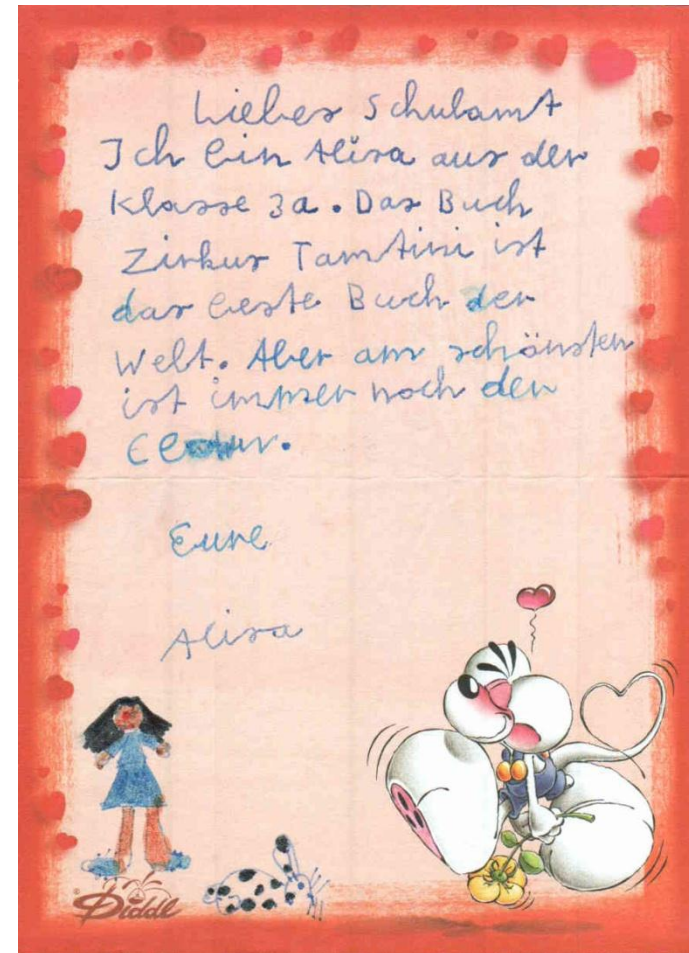 Liebes Schulamt
Ich bin Alisa aus der
Klasse 3a. Das Buch
Zirkus Tamtini ist
das beste Buch der
Welt. Aber am schönsten
ist immer noch der
Eure
Alisa
Diddl